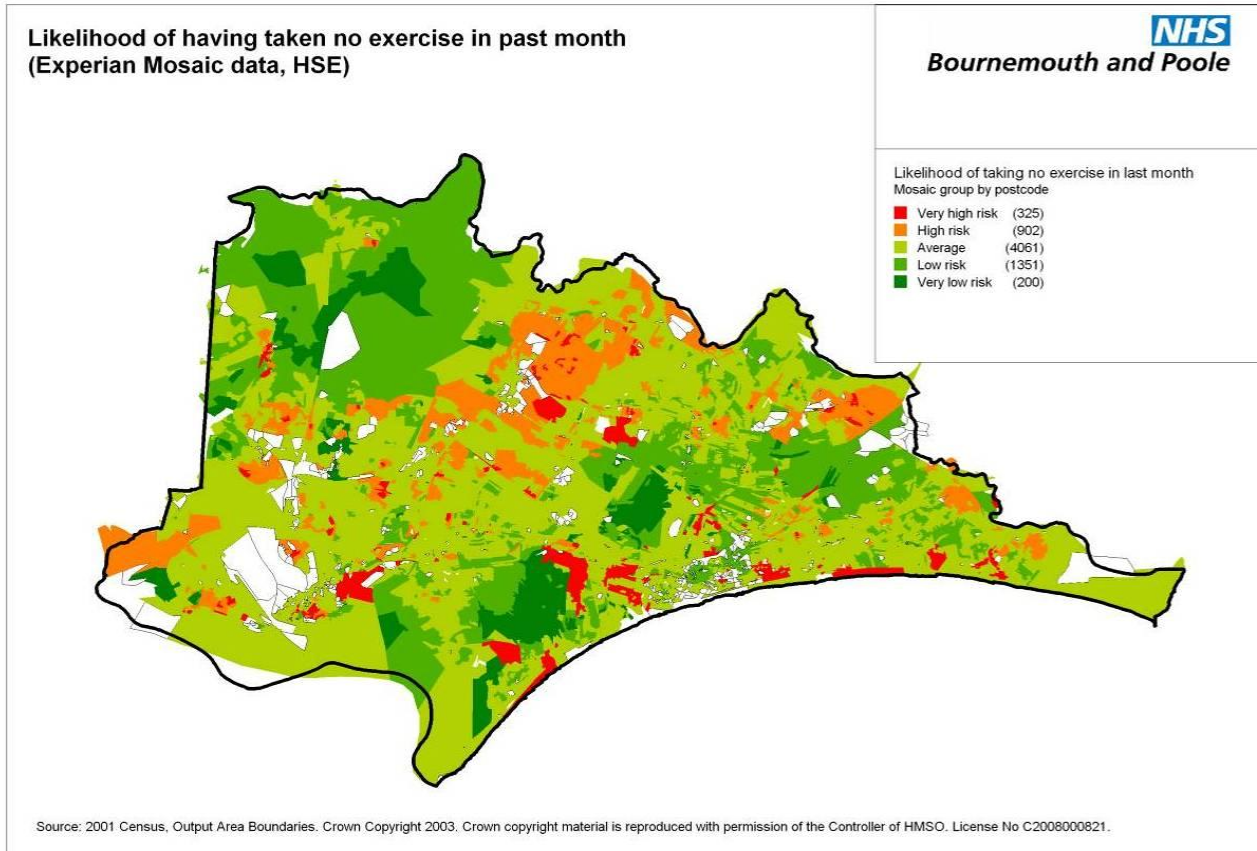 Likelihood of having taken no exercise in past month
(Experian Mosaic data, HSE)
NHS
Bournemouth and Poole
Likelihood of taking no exercise in last month
Mosaic group by postcode
Very high risk (325)
High risk (902)
Average (4061)
Low risk (1351)
Very low risk (200)
Source: 2001 Census, Output Area Boundaries. Crown Copyright 2003. Crown copyright material is reproduced with permission of the Controller of HMSO. License No C2008000821.